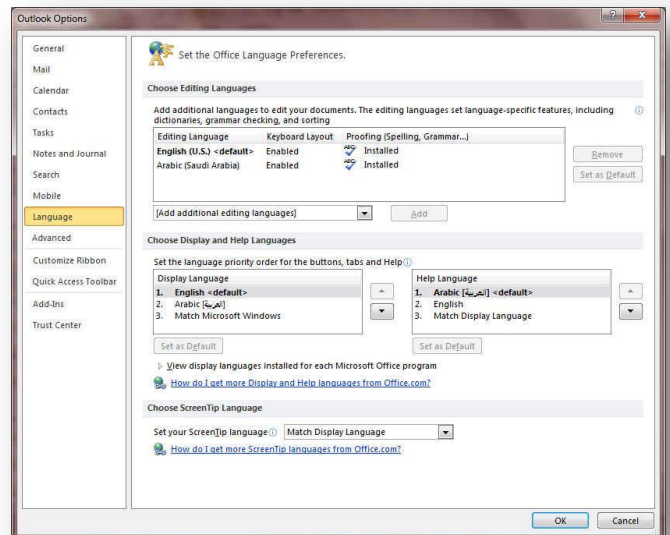 Outlook Options
General
Mail
Calendar
Contacts
Tasks
Notes and Journal
Search
Mobile
Language
Advanced
Customize Ribbon
Quick Access Toolbar
Add-Ins
Trust Center
Set the Office Language Preferences.
Choose Editing Languages
Add additional languages to edit your documents. The editing languages set language-specific features, including
dictionaries, grammar checking, and sorting
Editing Language Keyboard Layout Proofing (Spelling, Grammar...)
English (U.S.) <default> Enabled Installed
Arabic (Saudi Arabia) Enabled Installed
Remove
Set as Default
[Add additional editing languages] Add
Choose Display and Help Languages
Set the language priority order for the buttons, tabs and Help
Display Language
1. English <default>
2. Arabic [العربية]
3. Match Microsoft Windows
Set as Default
Help Language
1. Arabic [العربية] <default>
2. English
3. Match Display Language
Set as Default
View display languages installed for each Microsoft Office program
How do I get more Display and Help languages from Office.com?
Choose ScreenTip Language
Set your ScreenTip language Match Display Language
How do I get more ScreenTip languages from Office.com?
OK Cancel